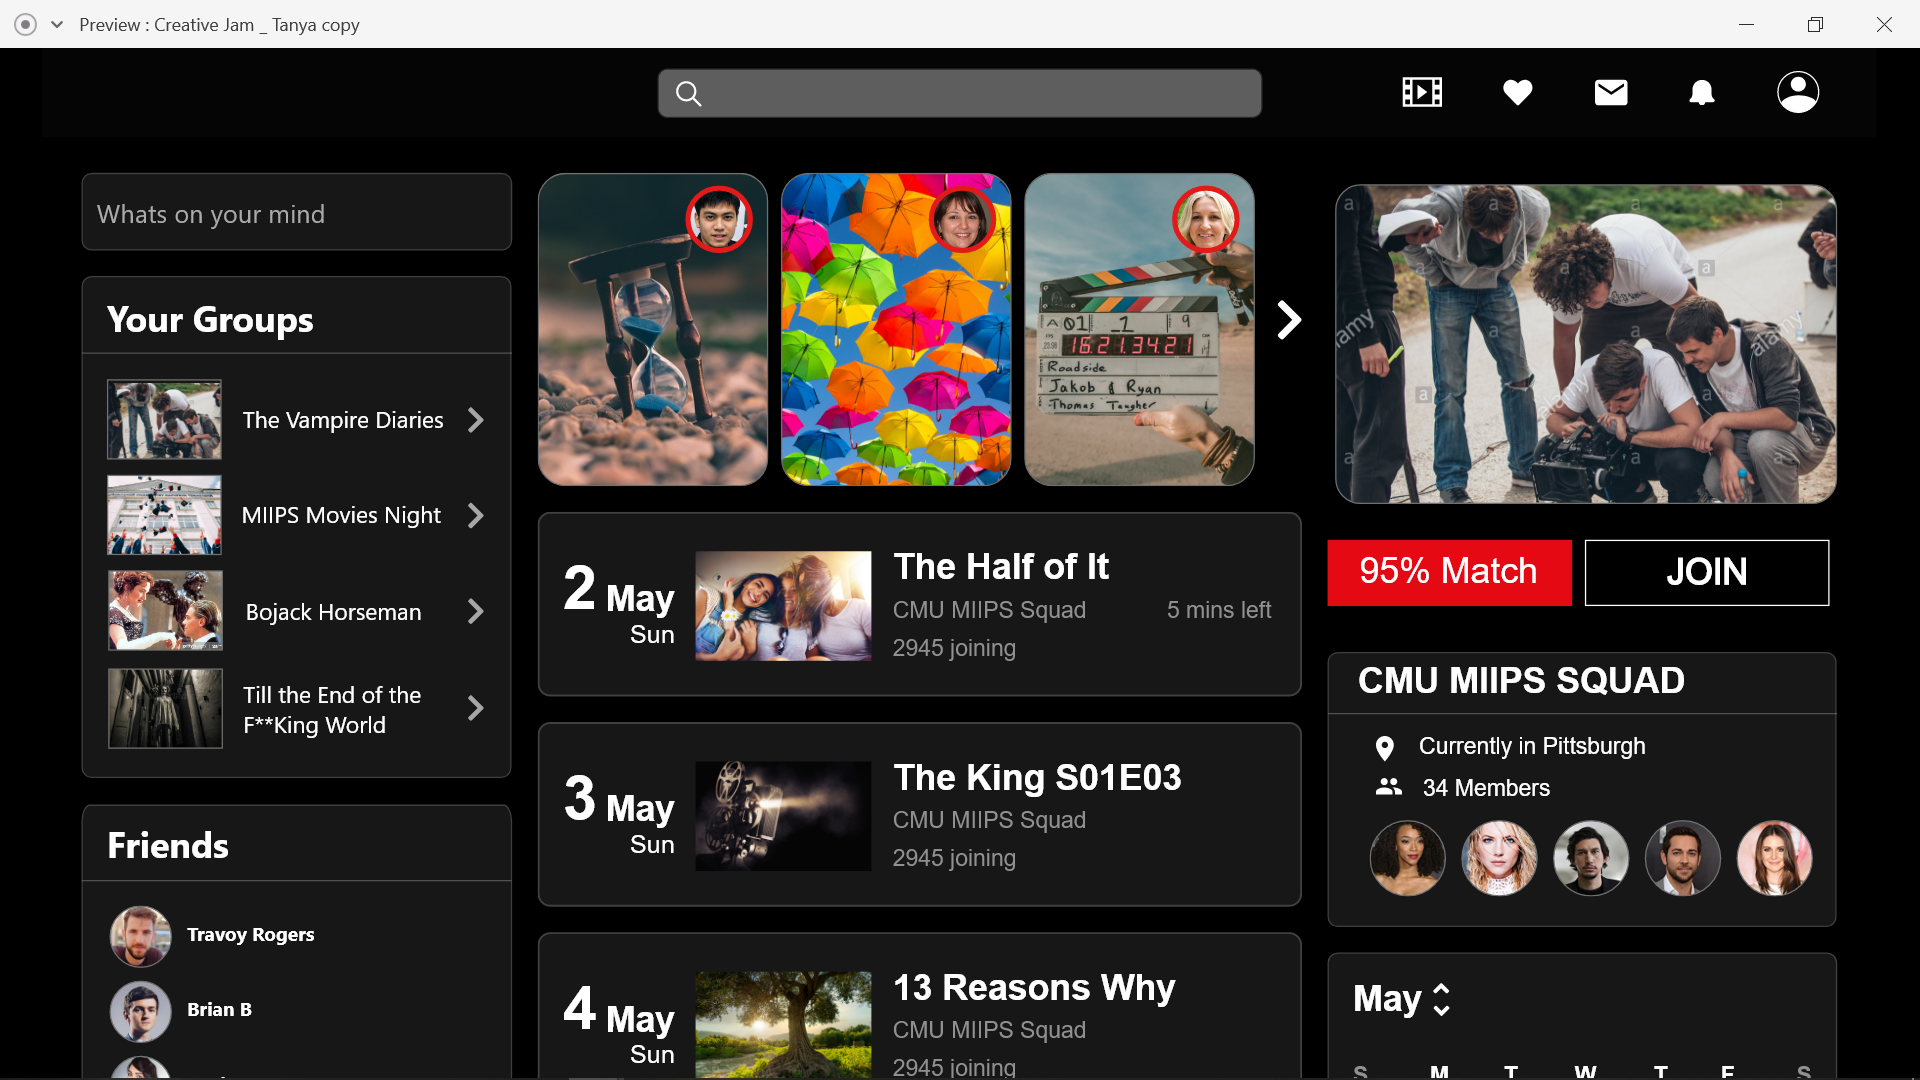 Preview : Creative Jam _ Tanya copy
Whats on your mind
Your Groups
The Vampire Diaries
MIIPS Movies Night
Bojack Horseman
Till the End of the
F**King World
Friends
Travoy Rogers
Brian B
A 01 _1 9
16.21.34.21
Roadside
Jakob & Ryan
Thomas Taugher
2 May
Sun
The Half of It
CMU MIIPS Squad
5 mins left
2945 joining
3 May
Sun
The King S01E03
CMU MIIPS Squad
2945 joining
4 May
Sun
13 Reasons Why
CMU MIIPS Squad
2945 joining
alamy
alamy
95% Match
JOIN
CMU MIIPS SQUAD
Currently in Pittsburgh
34 Members
May
S M T W T F S